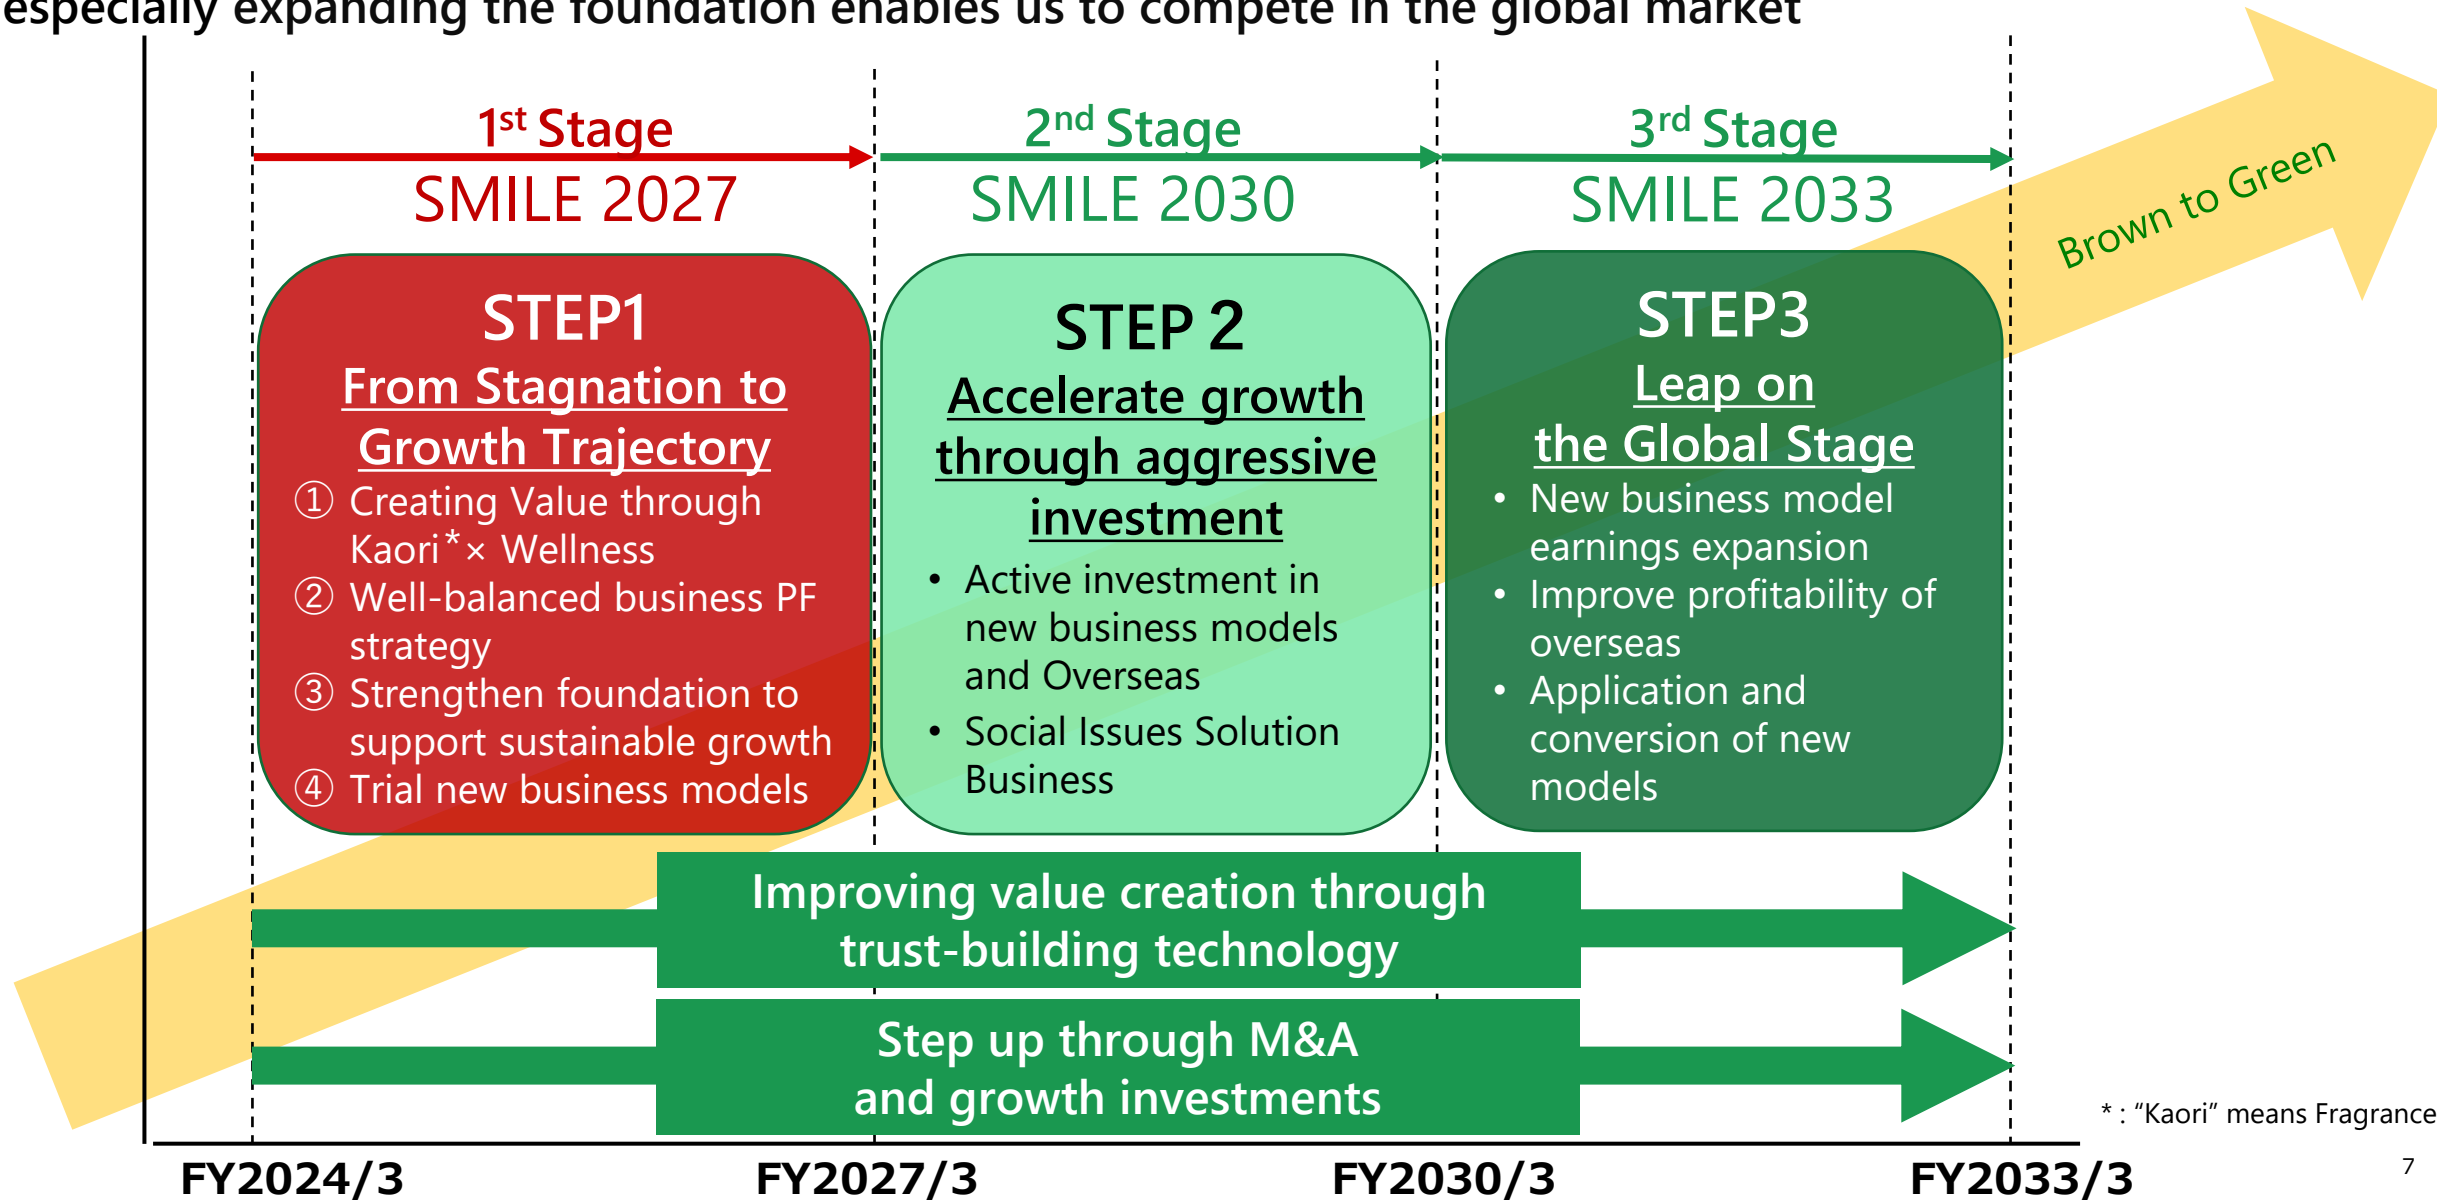 especially expanding the foundation enables us to compete in the global market
1st Stage
SMILE 2027
2nd Stage
SMILE 2030
3rd Stage
SMILE 2033
Brown to Green
STEP1
From Stagnation to
Growth Trajectory
① Creating Value through
Kaori*× Wellness
② Well-balanced business PF
strategy
③ Strengthen foundation to
support sustainable growth
④ Trial new business models
STEP 2
Accelerate growth
through aggressive
investment
• Active investment in
new business models
and Overseas
• Social Issues Solution
Business
STEP3
Leap on
the Global Stage
• New business model
earnings expansion
• Improve profitability of
overseas
• Application and
conversion of new
models
Improving value creation through
trust-building technology
Step up through M&A
and growth investments
* : “Kaori” means Fragrance
FY2024/3
FY2027/3
FY2030/3
FY2033/3
7